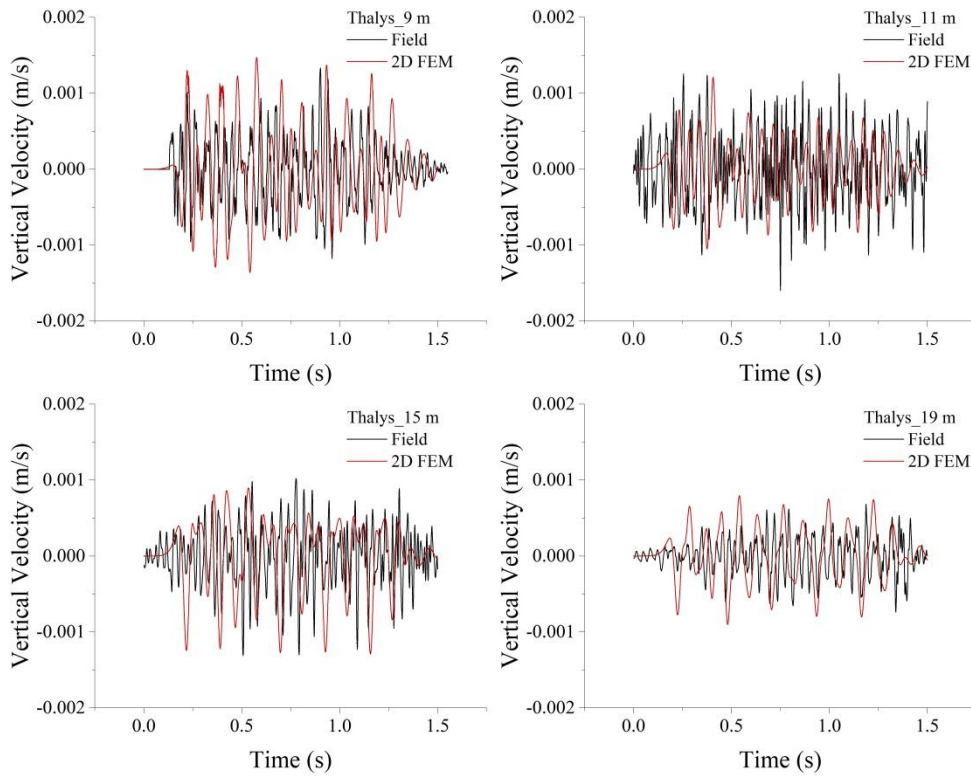 Thalys_9 m
Field
2D FEM
0.002
0.001
0.000
-0.001
-0.002
Vertical Velocity (m/s)
0.0 0.5 1.0 1.5
Time (s)
Thalys_11 m
Field
2D FEM
0.002
0.001
0.000
-0.001
-0.002
Vertical Velocity (m/s)
0.0 0.5 1.0 1.5
Time (s)
Thalys_15 m
Field
2D FEM
0.002
0.001
0.000
-0.001
-0.002
Vertical Velocity (m/s)
0.0 0.5 1.0 1.5
Time (s)
Thalys_19 m
Field
2D FEM
0.002
0.001
0.000
-0.001
-0.002
Vertical Velocity (m/s)
0.0 0.5 1.0 1.5
Time (s)